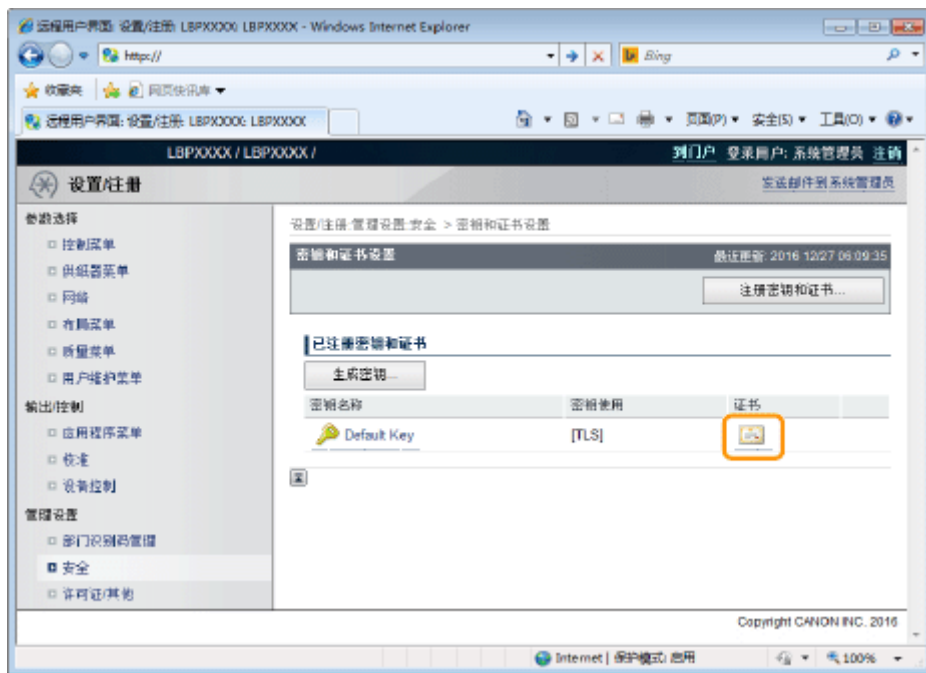 远程用户界面: 设置/注册: LBPXXXX: LBPXXXX - Windows Internet Explorer
https://
Bing
收藏夹 网页快讯库
远程用户界面: 设置/注册: LBPXXXX: LBPXXXX
页面(P) 安全(S) 工具(O)
LBPXXXX / LBPXXXX /
到门户 登录用户: 系统管理员 注销
设置/注册
发送邮件到系统管理员
参数选择
控制菜单
供纸器菜单
网络
布局菜单
质量菜单
用户维护菜单
输出/控制
应用程序菜单
校准
设备控制
管理设置
部门识别码管理
安全
许可证/其他
设置/注册:管理设置:安全 > 密钥和证书设置
密钥和证书设置
最近更新: 2016 12/27 06:09:35
注册密钥和证书...
已注册密钥和证书
生成密钥...
密钥名称 密钥使用 证书
Default Key [TLS]
Copyright CANON INC. 2016
Internet | 保护模式: 启用
100%